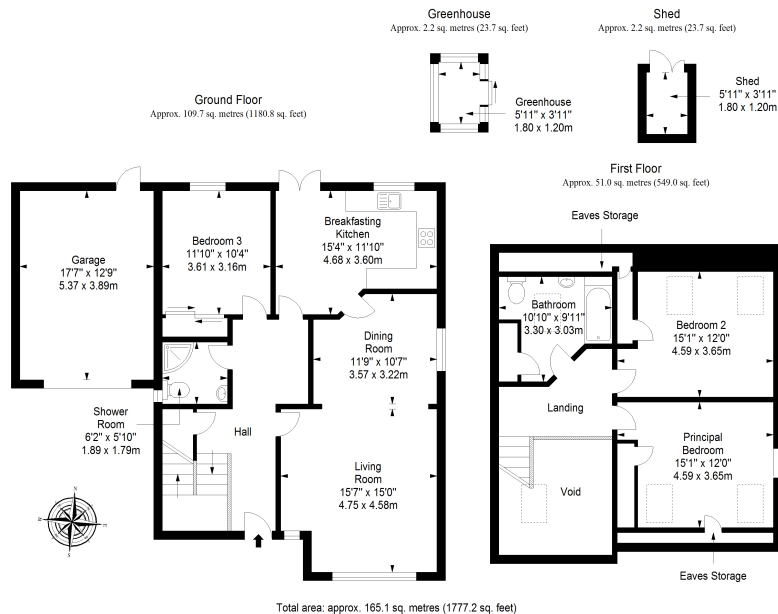 Greenhouse
Approx. 2.2 sq. metres (23.7 sq. feet)
Shed
Approx. 2.2 sq. metres (23.7 sq. feet)
Greenhouse
5'11" x 3'11"
1.80 x 1.20m
Shed
5'11" x 3'11"
1.80 x 1.20m
Ground Floor
Approx. 109.7 sq. metres (1180.8 sq. feet)
Garage
17'7" x 12'9"
5.37 x 3.89m
Bedroom 3
11'10" x 10'4"
3.61 x 3.16m
Breakfasting
Kitchen
15'4" x 11'10"
4.68 x 3.60m
Dining
Room
11'9" x 10'7"
3.57 x 3.22m
Shower
Room
6'2" x 5'10"
1.89 x 1.79m
Hall
Living
Room
15'7" x 15'0"
4.75 x 4.58m
First Floor
Approx. 51.0 sq. metres (549.0 sq. feet)
Eaves Storage
Bathroom
10'10" x 9'11"
3.30 x 3.03m
Bedroom 2
15'1" x 12'0"
4.59 x 3.65m
Landing
Principal
Bedroom
15'1" x 12'0"
4.59 x 3.65m
Void
Eaves Storage
N
W
E
S
Total area: approx. 165.1 sq. metres (1777.2 sq. feet)